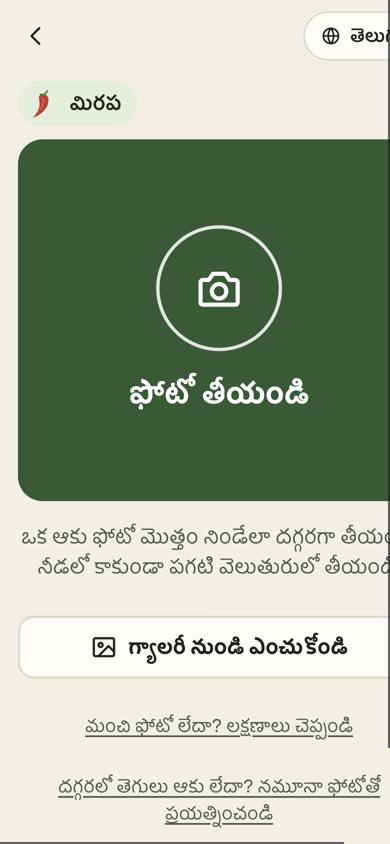 మిరప
ఫోటో తీయండి
ఒక ఆకు ఫోటో మొత్తం నిండేలా దగ్గరగా
నీడలో కాకుండా పగటి వెలుతురులో
గ్యాలరీ నుండి ఎంచుకోండి
మంచి ఫోటో లేదా? లక్షణాలు చెప్పండి
దగ్గరలో తెగులు ఆకు లేదా? నమూనా ఫోటోతో
ప్రయత్నించండి